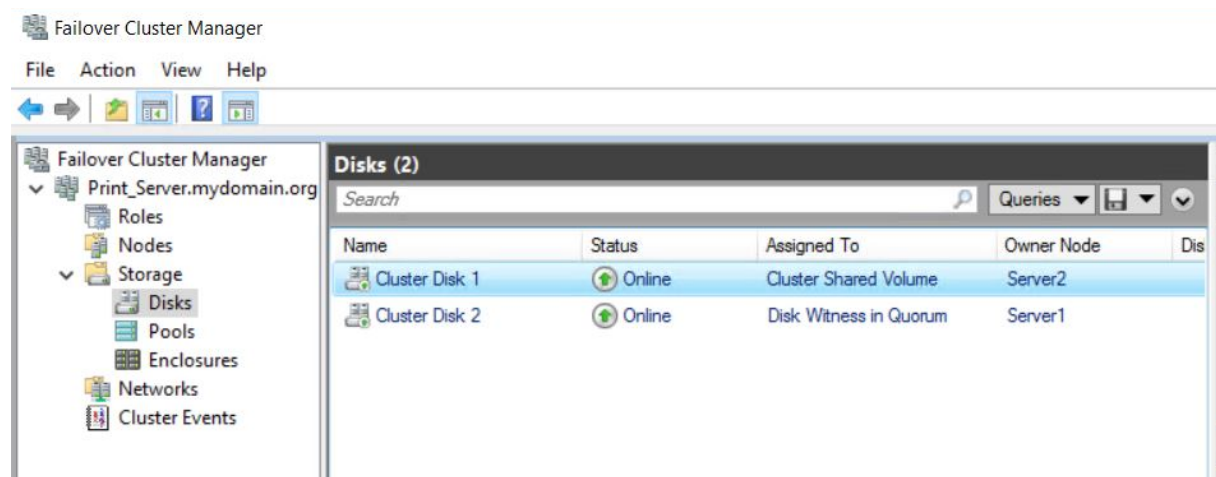 Failover Cluster Manager
File Action View Help
Failover Cluster Manager
Print_Server.mydomain.org
Roles
Nodes
Storage
Disks
Pools
Enclosures
Networks
Cluster Events
Disks (2)
Search
Queries
Name Status Assigned To Owner Node Dis
Cluster Disk 1 Online Cluster Shared Volume Server2
Cluster Disk 2 Online Disk Witness in Quorum Server1